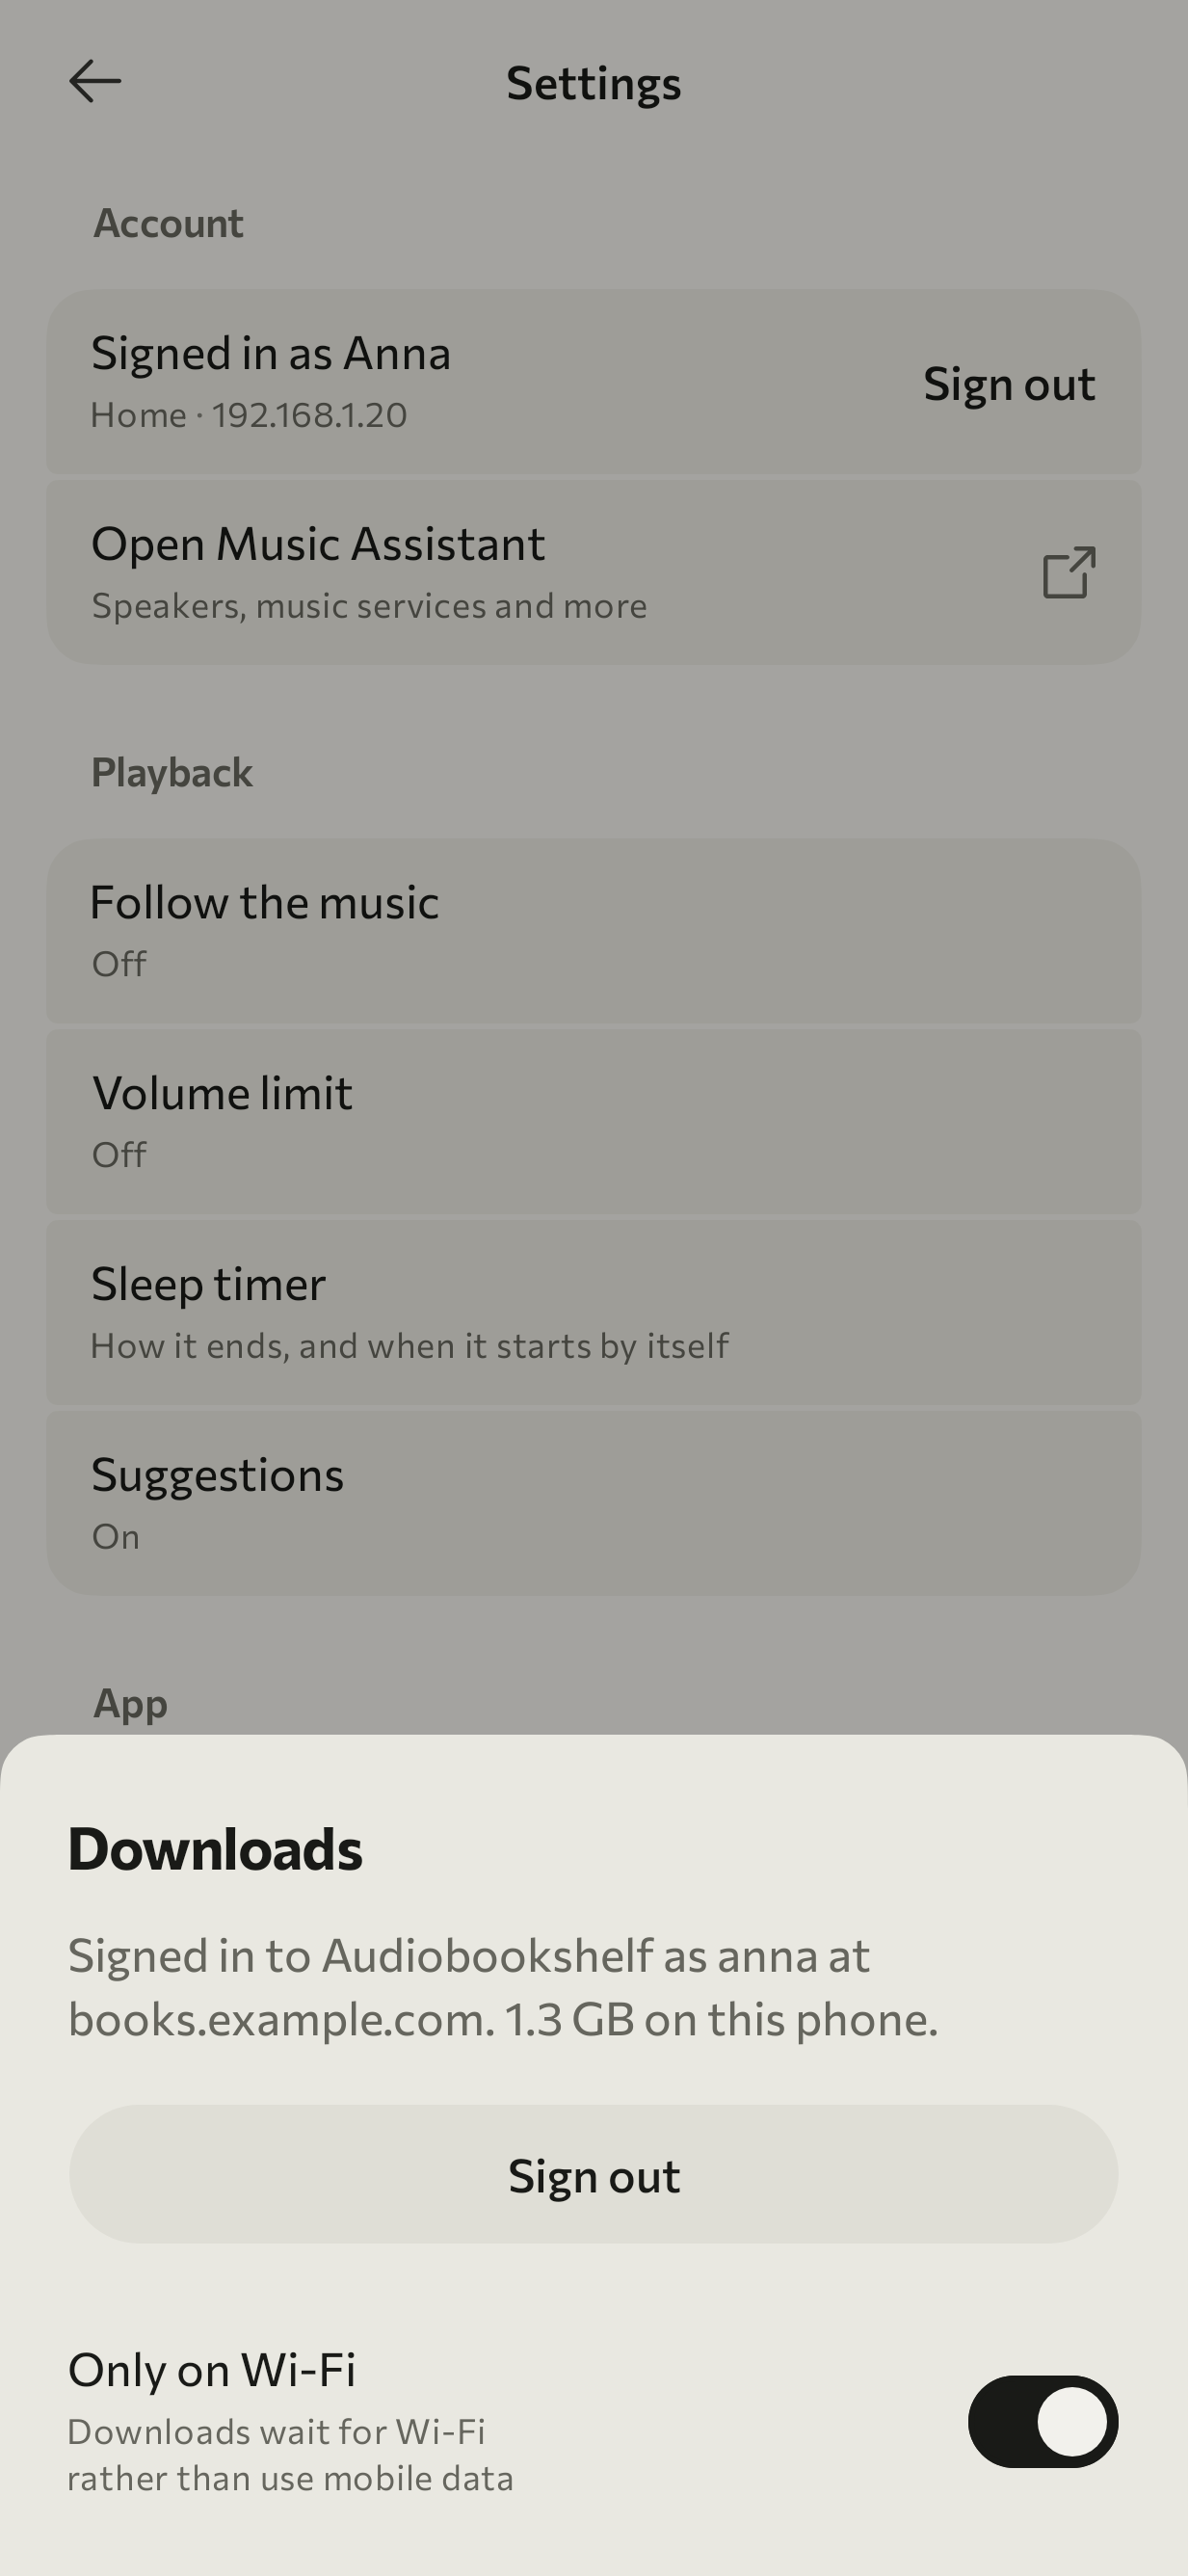 Settings
Account
Signed in as Anna
Home · 192.168.1.20
Sign out
Open Music Assistant
Speakers, music services and more
Playback
Follow the music
Off
Volume limit
Off
Sleep timer
How it ends, and when it starts by itself
Suggestions
On
App
Downloads
Signed in to Audiobookshelf as anna at
books.example.com. 1.3 GB on this phone.
Sign out
Only on Wi-Fi
Downloads wait for Wi-Fi
rather than use mobile data